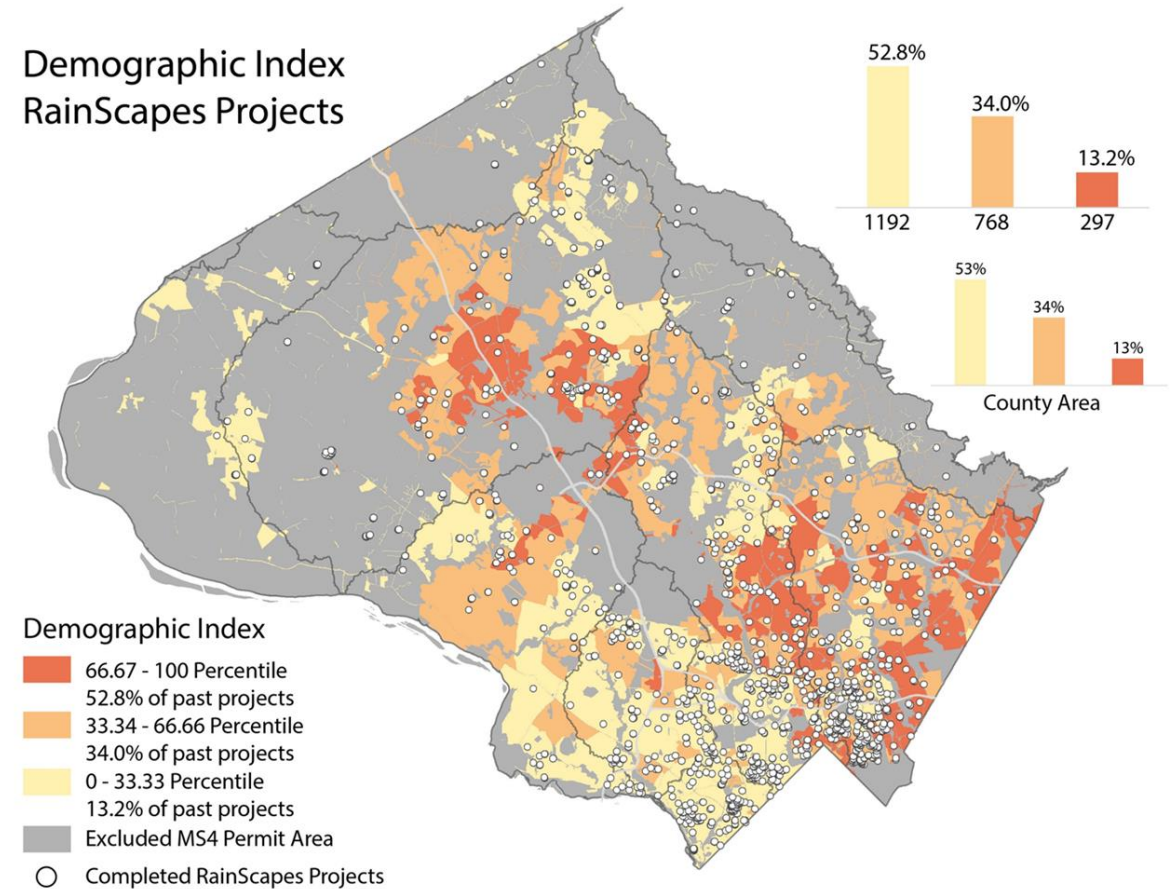 Demographic Index
RainScapes Projects
52.8%
34.0%
13.2%
1192
768
297
53%
34%
13%
County Area
Demographic Index
66.67 - 100 Percentile
52.8% of past projects
33.34 - 66.66 Percentile
34.0% of past projects
0 - 33.33 Percentile
13.2% of past projects
Excluded MS4 Permit Area
Completed RainScapes Projects